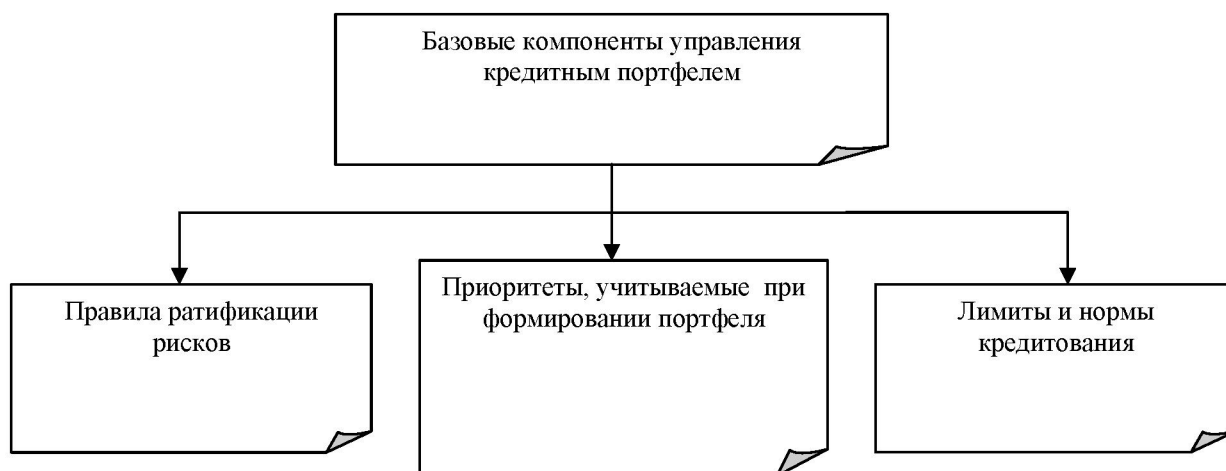 Базовые компоненты управления
кредитным портфелем
Правила ратификации
рисков
Приоритеты, учитываемые при
формировании портфеля
Лимиты и нормы
кредитования